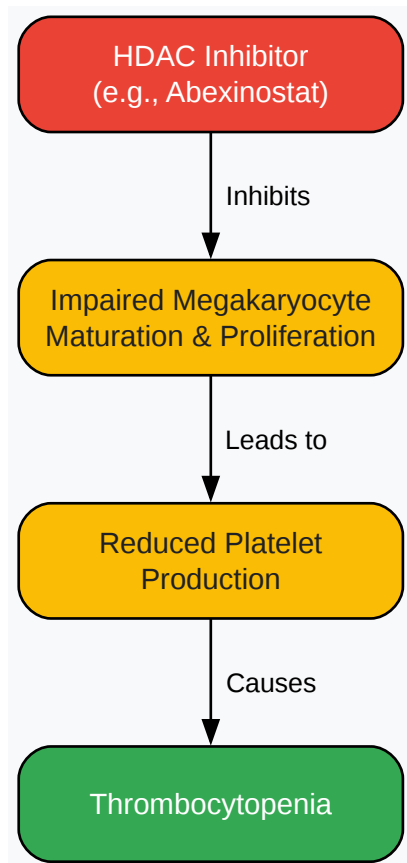 HDAC Inhibitor
(e.g., Abexinostat)
Inhibits
Impaired Megakaryocyte
Maturation & Proliferation
Leads to
Reduced Platelet
Production
Causes
Thrombocytopenia